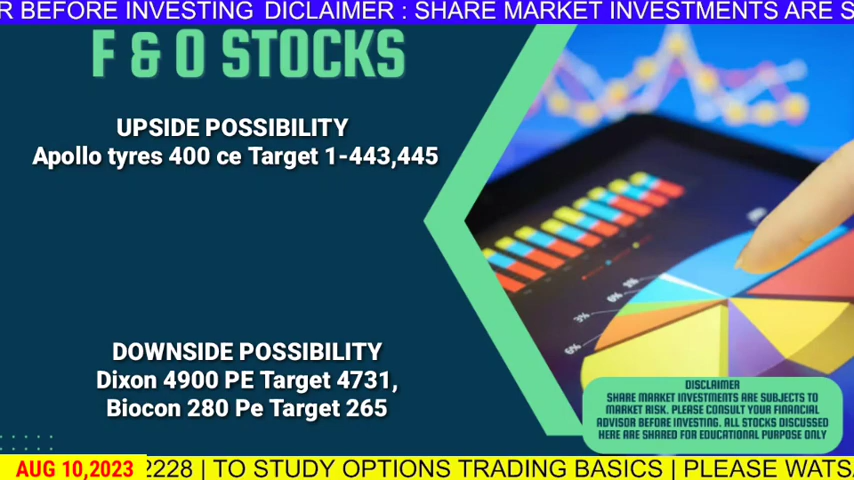 R BEFORE INVESTING DICLAIMER : SHARE MARKET INVESTMENTS ARE S
F & O STOCKS
UPSIDE POSSIBILITY
Apollo tyres 400 ce Target 1-443,445
DOWNSIDE POSSIBILITY
Dixon 4900 PE Target 4731,
Biocon 280 Pe Target 265
DISCLAIMER
SHARE MARKET INVESTMENTS ARE SUBJECTS TO
MARKET RISK. PLEASE CONSULT YOUR FINANCIAL
ADVISOR BEFORE INVESTING. ALL STOCKS DISCUSSED
HERE ARE SHARED FOR EDUCATIONAL PURPOSE ONLY
AUG 10,2023 2228 | TO STUDY OPTIONS TRADING BASICS | PLEASE WATS